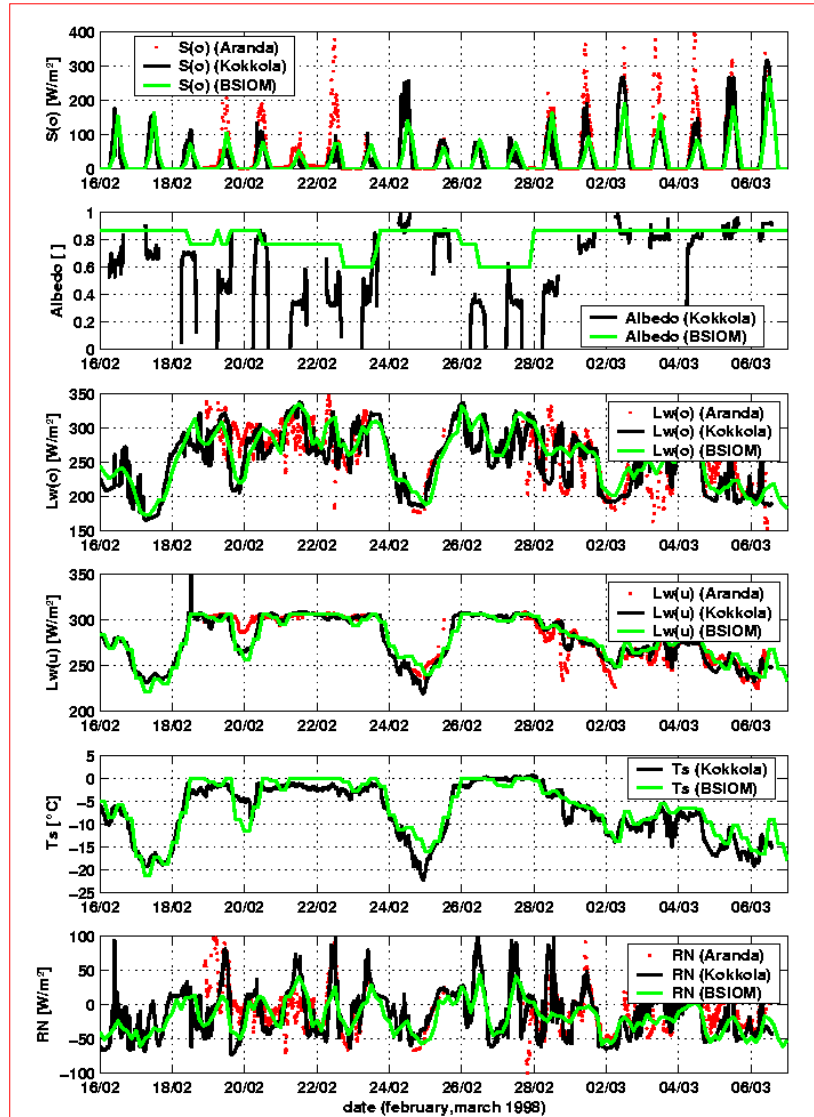 400
300
200
100
0
S(o) [W/m²]
S(o) (Aranda)
S(o) (Kokkola)
S(o) (BSIOM)
16/02 18/02 20/02 22/02 24/02 26/02 28/02 02/03 04/03 06/03
1
0.8
0.6
0.4
0.2
0
Albedo [ ]
Albedo (Kokkola)
Albedo (BSIOM)
16/02 18/02 20/02 22/02 24/02 26/02 28/02 02/03 04/03 06/03
350
300
250
200
150
Lw(o) [W/m²]
Lw(o) (Aranda)
Lw(o) (Kokkola)
Lw(o) (BSIOM)
16/02 18/02 20/02 22/02 24/02 26/02 28/02 02/03 04/03 06/03
350
300
250
200
Lw(u) [W/m²]
Lw(u) (Aranda)
Lw(u) (Kokkola)
Lw(u) (BSIOM)
16/02 18/02 20/02 22/02 24/02 26/02 28/02 02/03 04/03 06/03
5
0
−5
−10
−15
−20
−25
Ts [°C]
Ts (Kokkola)
Ts (BSIOM)
16/02 18/02 20/02 22/02 24/02 26/02 28/02 02/03 04/03 06/03
100
50
0
−50
−100
RN [W/m²]
RN (Aranda)
RN (Kokkola)
RN (BSIOM)
16/02 18/02 20/02 22/02 24/02 26/02 28/02 02/03 04/03 06/03
date (february,march 1998)